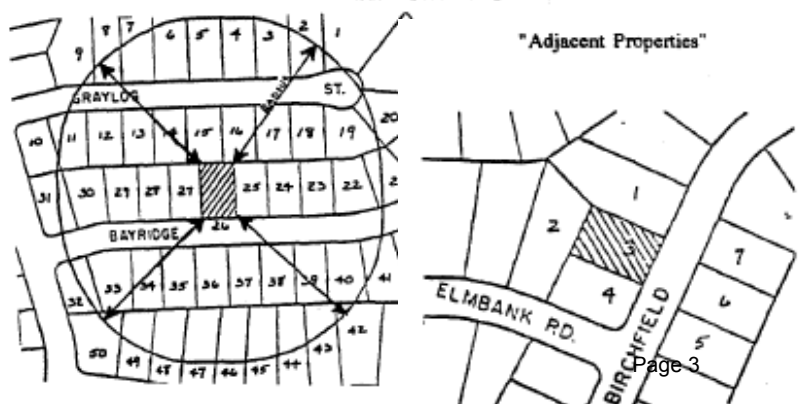 "Adjacent Properties"
9 8 7 6 5 4 3 2 1
GRAYLOG ST.
RADIUS
10 11 12 13 14 15 16 17 18 19 20
31 30 29 28 27 25 24 23 22
26
BAYRIDGE
32 33 34 35 36 37 38 39 40 41
50 49 48 47 46 45 44 43 42
1
2 3
4
7
6
5
ELMBANK RD.
BIRCHFIELD
Page 3